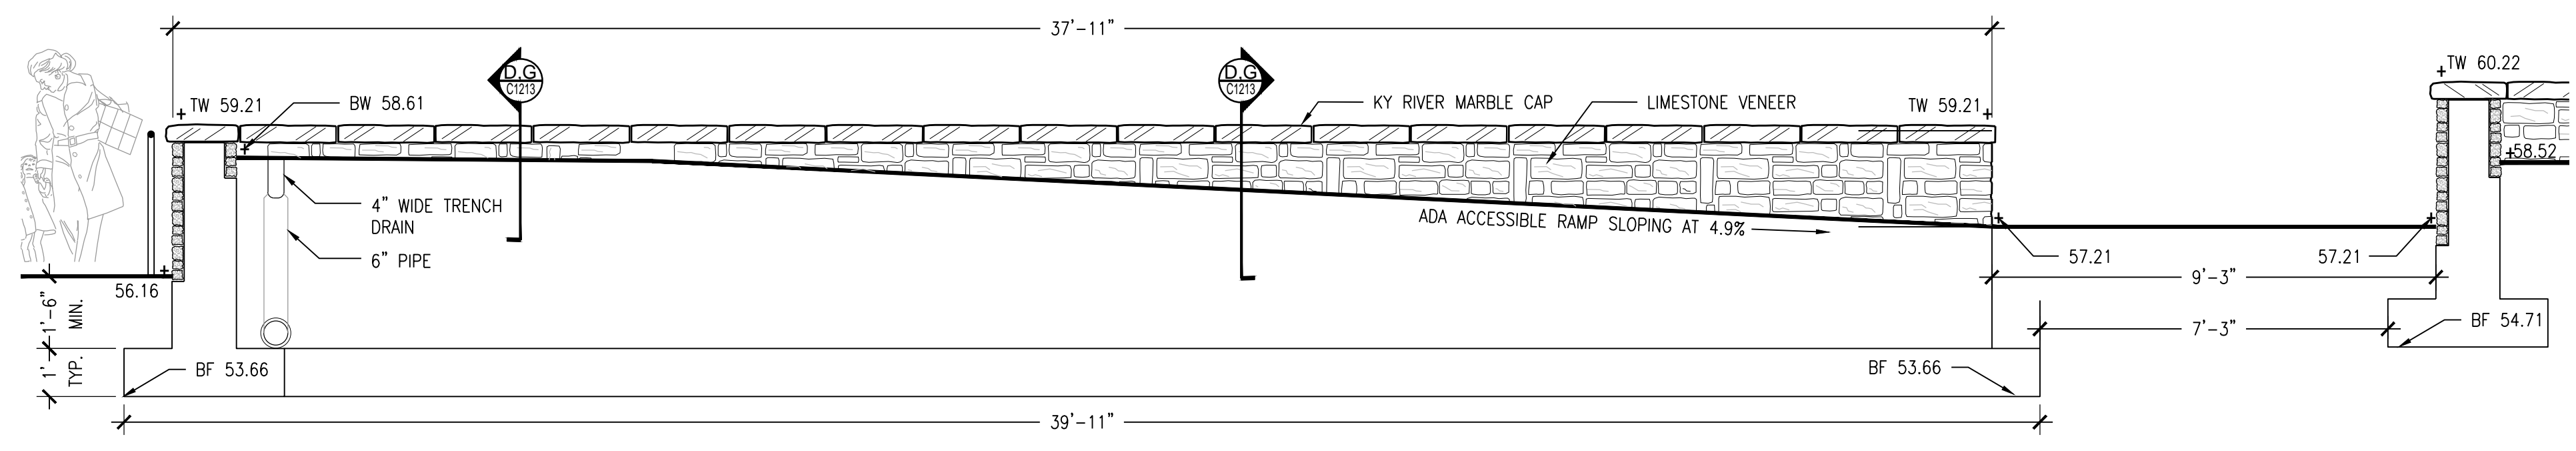 37'-11"
D,G
C1213
D,G
C1213
TW 60.22
TW 59.21
BW 58.61
KY RIVER MARBLE CAP
LIMESTONE VENEER
TW 59.21
58.52
4" WIDE TRENCH
DRAIN
ADA ACCESSIBLE RAMP SLOPING AT 4.9%
6" PIPE
57.21
57.21
56.16
9'-3"
1'-6"
MIN.
7'-3"
BF 54.71
1'
TYP.
BF 53.66
BF 53.66
39'-11"